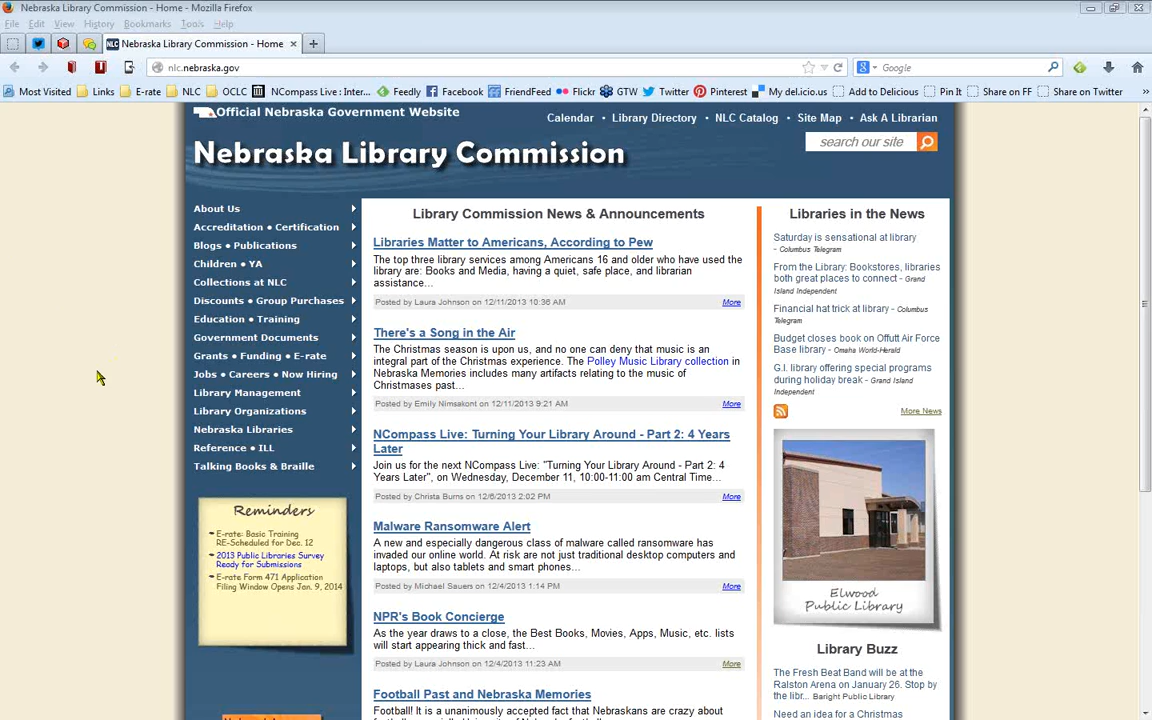 Nebraska Library Commission - Home - Mozilla Firefox
File Edit View History Bookmarks Tools Help
Nebraska Library Commission - Home
nlc.nebraska.gov
Google
Most Visited Links E-rate NLC OCLC NCompass Live : Inter... Feedly Facebook FriendFeed Flickr GTW Twitter Pinterest My del.icio.us Add to Delicious Pin It Share on FF Share on Twitter »
Official Nebraska Government Website
Calendar • Library Directory • NLC Catalog • Site Map • Ask A Librarian
Nebraska Library Commission
search our site
About Us
Accreditation • Certification
Blogs • Publications
Children • YA
Collections at NLC
Discounts • Group Purchases
Education • Training
Government Documents
Grants • Funding • E-rate
Jobs • Careers • Now Hiring
Library Management
Library Organizations
Nebraska Libraries
Reference • ILL
Talking Books & Braille
Reminders
E-rate: Basic Training
RE-Scheduled for Dec. 12
2013 Public Libraries Survey
Ready for Submissions
E-rate Form 471 Application
Filing Window Opens Jan. 9, 2014
Library Commission News & Announcements
Libraries Matter to Americans, According to Pew
The top three library services among Americans 16 and older who have used the
library are: Books and Media, having a quiet, safe place, and librarian
assistance...
Posted by Laura Johnson on 12/11/2013 10:36 AM More
There's a Song in the Air
The Christmas season is upon us, and no one can deny that music is an
integral part of the Christmas experience. The Polley Music Library collection in
Nebraska Memories includes many artifacts relating to the music of
Christmases past...
Posted by Emily Nimsakont on 12/11/2013 9:21 AM More
NCompass Live: Turning Your Library Around - Part 2: 4 Years
Later
Join us for the next NCompass Live: "Turning Your Library Around - Part 2: 4
Years Later", on Wednesday, December 11, 10:00-11:00 am Central Time...
Posted by Christa Burns on 12/6/2013 2:02 PM More
Malware Ransomware Alert
A new and especially dangerous class of malware called ransomware has
invaded our online world. At risk are not just traditional desktop computers and
laptops, but also tablets and smart phones...
Posted by Michael Sauers on 12/4/2013 1:14 PM More
NPR's Book Concierge
As the year draws to a close, the Best Books, Movies, Apps, Music, etc. lists
will start appearing thick and fast...
Posted by Laura Johnson on 12/4/2013 11:23 AM More
Football Past and Nebraska Memories
Football! It is a unanimously accepted fact that Nebraskans are crazy about
Libraries in the News
Saturday is sensational at library
- Columbus Telegram
From the Library: Bookstores, libraries
both great places to connect - Grand
Island Independent
Financial hat trick at library - Columbus
Telegram
Budget closes book on Offutt Air Force
Base library - Omaha World-Herald
G.I. library offering special programs
during holiday break - Grand Island
Independent
More News
Elwood
Public Library
Library Buzz
The Fresh Beat Band will be at the
Ralston Arena on January 26. Stop by
the libr... Baright Public Library
Need an idea for a Christmas